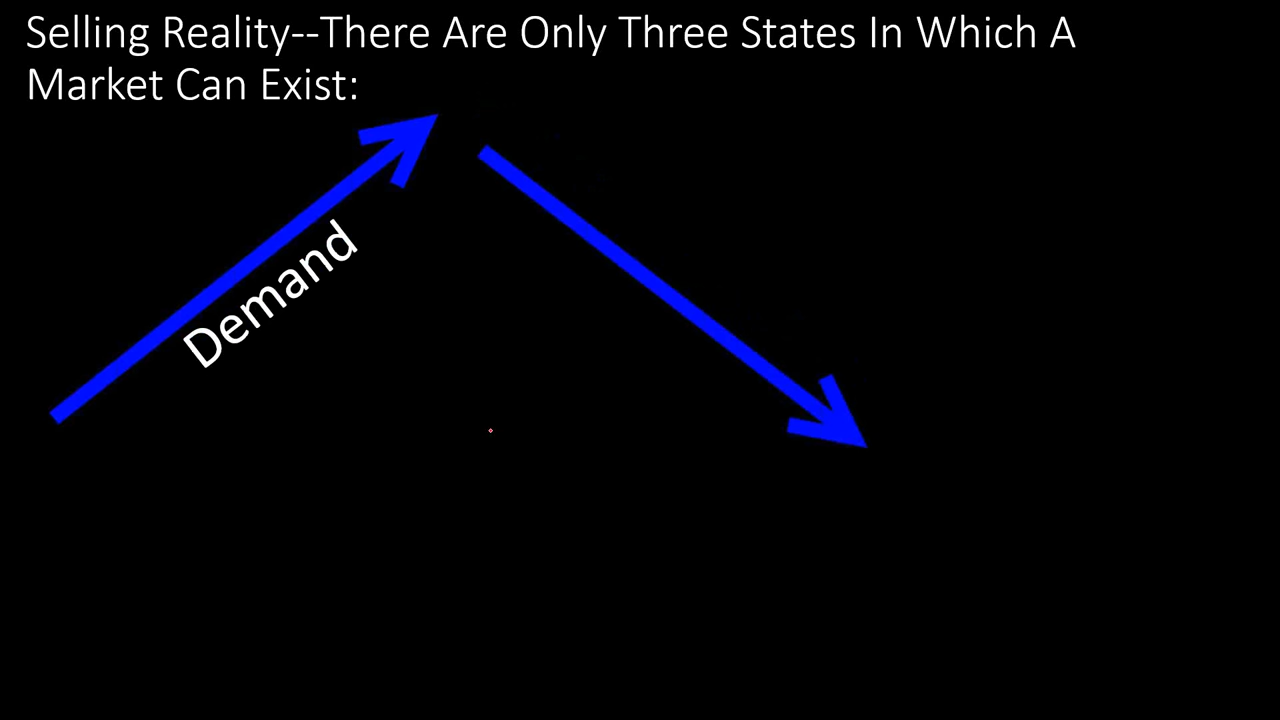 Selling Reality--There Are Only Three States In Which A
Market Can Exist:
Demand